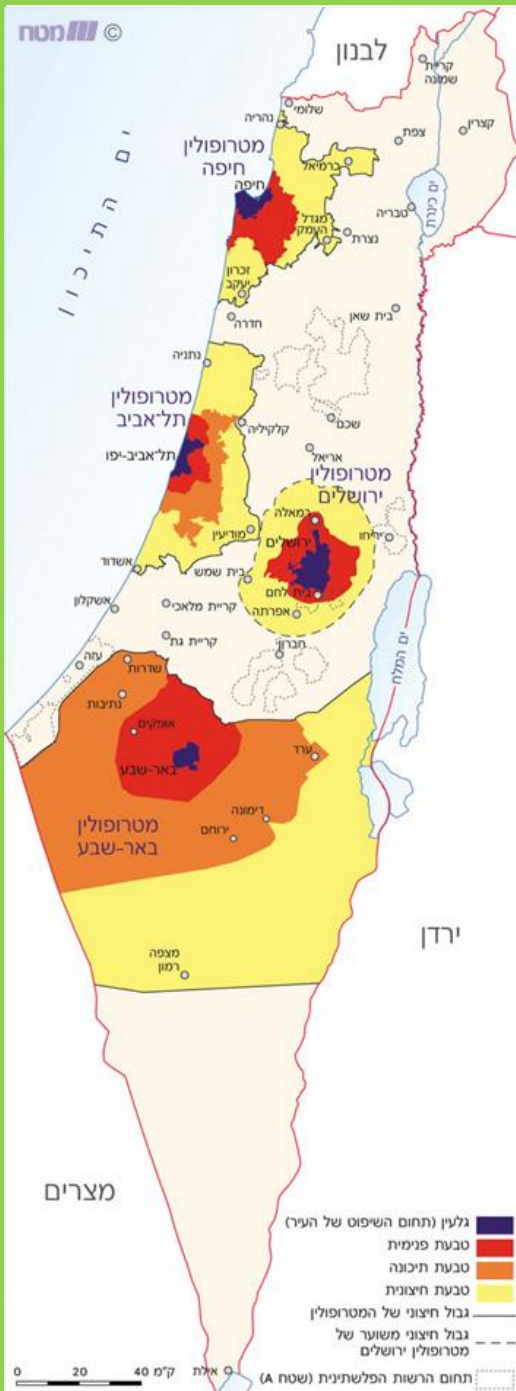 © מטח
לבנון
קריית
שמונה
קצרין
צפת
שלומי
נהריה
מטרופולין
חיפה
כרמיאל
ים כינרת
טבריה
חיפה
מגדל
העמק
נצרת
ים התיכון
זכרון
יעקב
חדרה
בית שאן
נתניה
מטרופולין
תל־אביב
קלקיליה
שכם
אריאל
תל־אביב-יפו
מטרופולין
ירושלים
רמאלה
מודיעין
ירושלים
יריחו
אשדוד
בית שמש
בית לחם
אפרתה
אשקלון
קריית מלאכי
ים המלח
קריית גת
חברון
עזה
שדרות
נתיבות
אופקים
ערד
באר-שבע
מטרופולין
באר-שבע
דימונה
ירוחם
ירדן
מצפה
רמון
מצרים
גלעין (תחום השיפוט של העיר)
טבעת פנימית
טבעת תיכונה
טבעת חיצונית
גבול חיצוני של המטרופולין
גבול חיצוני משוער של
מטרופולין ירושלים
תחום הרשות הפלשתינית (שטח A)
אילת
0 20 40 ק"מ